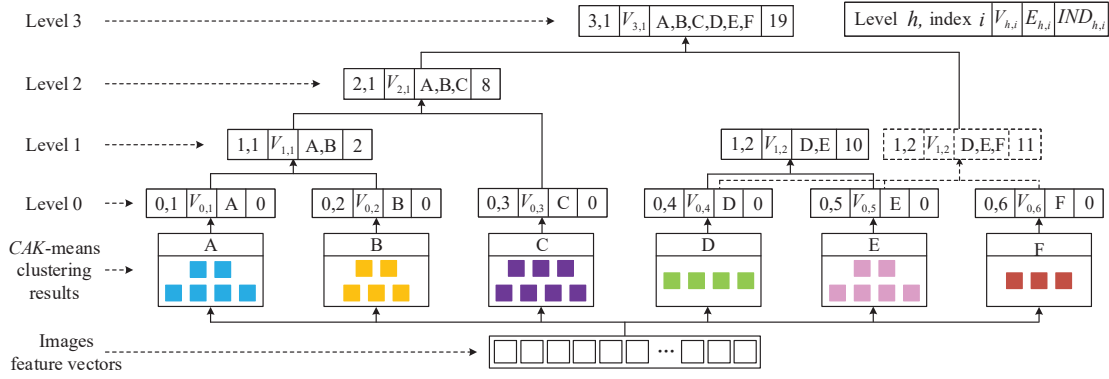 Level 3
3,1 V3,1 A,B,C,D,E,F 19
Level h, index i Vh,i Eh,i INDh,i
Level 2
2,1 V2,1 A,B,C 8
Level 1
1,1 V1,1 A,B 2
1,2 V1,2 D,E 10
1,2 V1,2 D,E,F 11
Level 0
0,1 V0,1 A 0
0,2 V0,2 B 0
0,3 V0,3 C 0
0,4 V0,4 D 0
0,5 V0,5 E 0
0,6 V0,6 F 0
CAK-means
clustering
results
A
B
C
D
E
F
Images
feature vectors
...